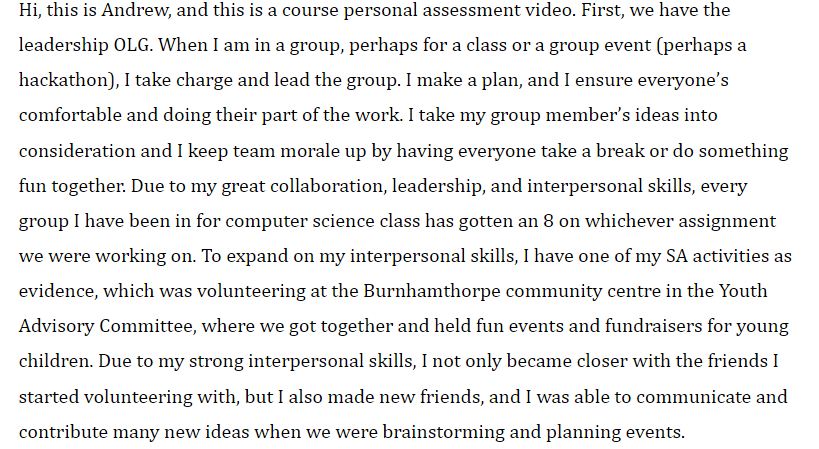 Hi, this is Andrew, and this is a course personal assessment video. First, we have the
leadership OLG. When I am in a group, perhaps for a class or a group event (perhaps a
hackathon), I take charge and lead the group. I make a plan, and I ensure everyone’s
comfortable and doing their part of the work. I take my group member’s ideas into
consideration and I keep team morale up by having everyone take a break or do something
fun together. Due to my great collaboration, leadership, and interpersonal skills, every
group I have been in for computer science class has gotten an 8 on whichever assignment
we were working on. To expand on my interpersonal skills, I have one of my SA activities as
evidence, which was volunteering at the Burnhamthorpe community centre in the Youth
Advisory Committee, where we got together and held fun events and fundraisers for young
children. Due to my strong interpersonal skills, I not only became closer with the friends I
started volunteering with, but I also made new friends, and I was able to communicate and
contribute many new ideas when we were brainstorming and planning events.